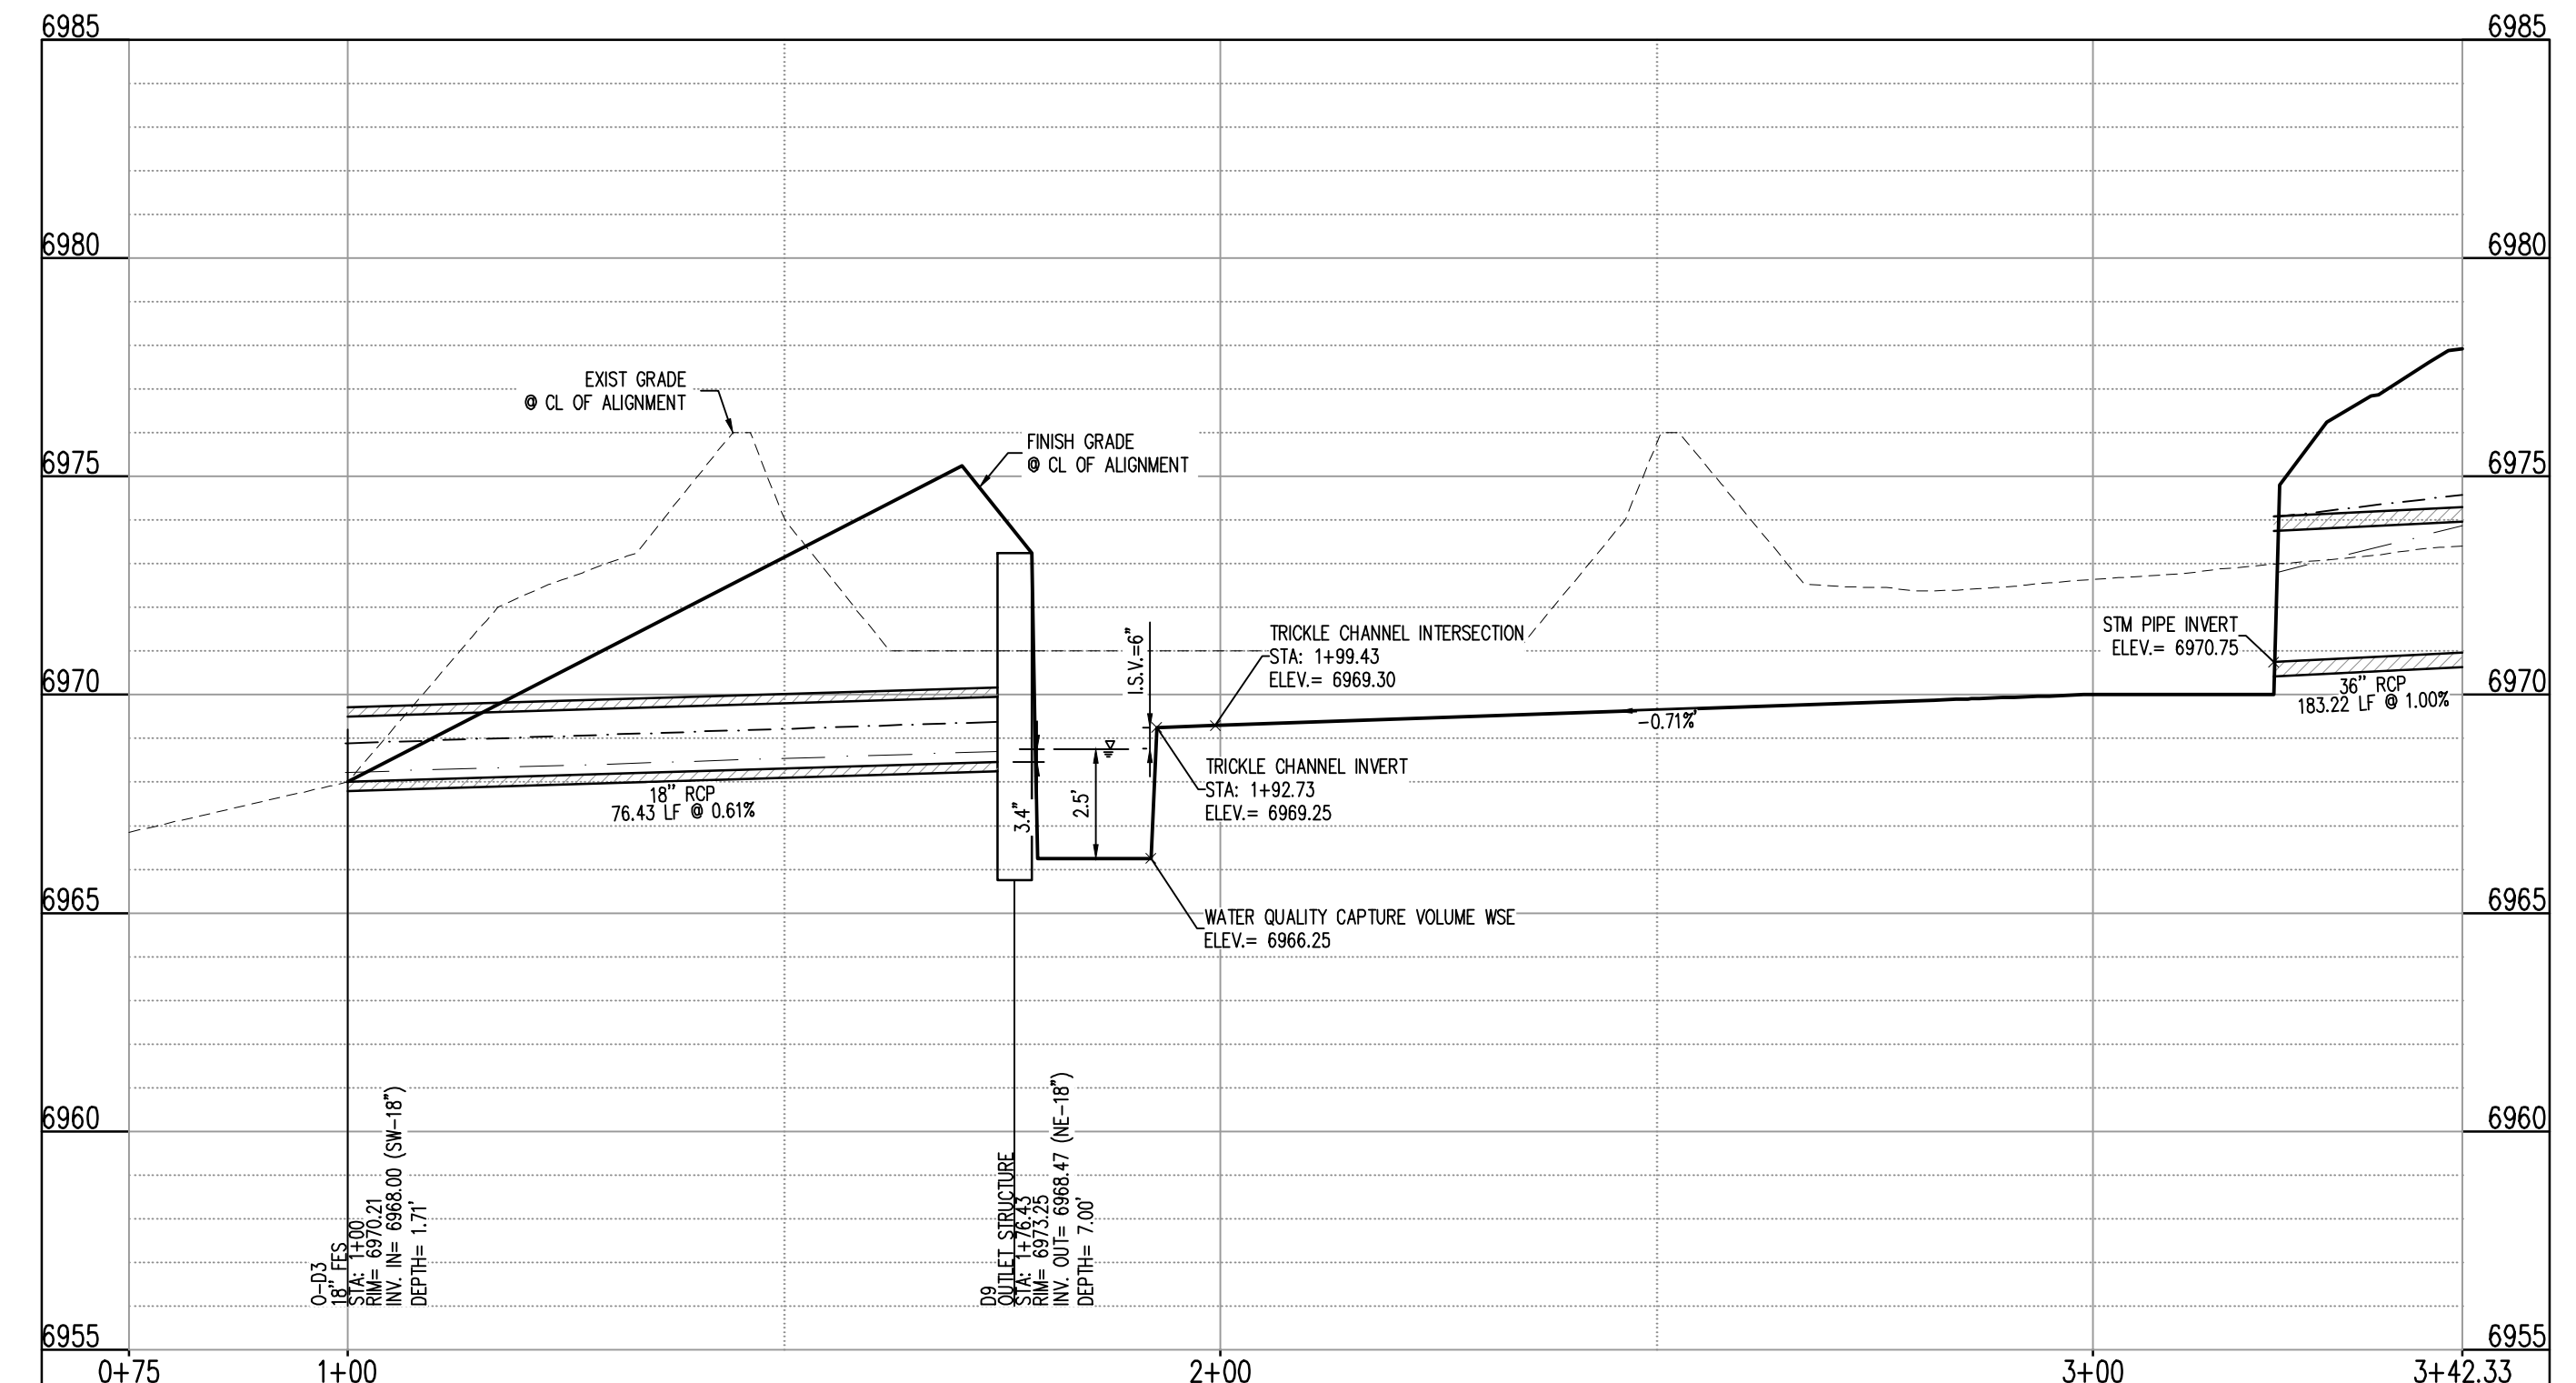 6985
6985
6980
6980
EXIST GRADE
@ CL OF ALIGNMENT
FINISH GRADE
@ CL OF ALIGNMENT
6975
6975
I.S.V.=6"
TRICKLE CHANNEL INTERSECTION
STA: 1+99.43
ELEV.= 6969.30
STM PIPE INVERT
ELEV.= 6970.75
6970
6970
36" RCP
183.22 LF @ 1.00%
-0.71%'
18" RCP
76.43 LF @ 0.61%
3.4"
2.5'
TRICKLE CHANNEL INVERT
STA: 1+92.73
ELEV.= 6969.25
6965
6965
WATER QUALITY CAPTURE VOLUME WSE
ELEV.= 6966.25
6960
6960
O-D3
18" FES
STA: 1+00
RIM= 6970.21
INV. IN= 6968.00 (SW-18")
DEPTH= 1.71'
D9
OUTLET STRUCTURE
STA: 1+76.43
RIM= 6973.25
INV. OUT= 6968.47 (NE-18")
DEPTH= 7.00'
6955
6955
0+75
1+00
2+00
3+00
3+42.33